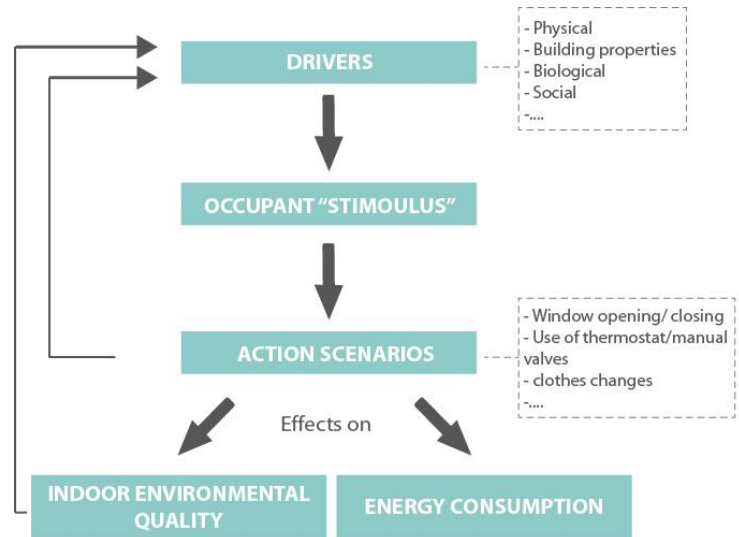 DRIVERS
- Physical
- Building properties
- Biological
- Social
-....
OCCUPANT “STIMOULUS”
ACTION SCENARIOS
- Window opening/ closing
- Use of thermostat/manual
valves
- clothes changes
-....
Effects on
INDOOR ENVIRONMENTAL
QUALITY
ENERGY CONSUMPTION